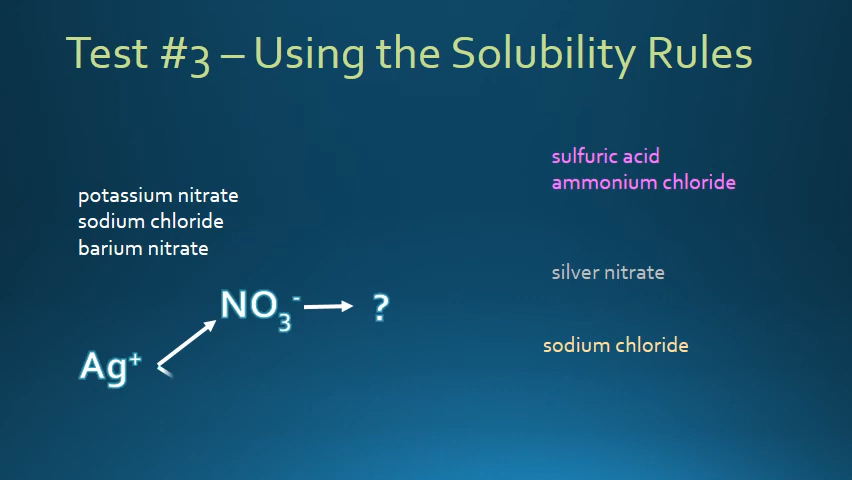 Test #3 – Using the Solubility Rules
potassium nitrate
sodium chloride
barium nitrate
NO₃⁻ → ?
Ag⁺
sulfuric acid
ammonium chloride
silver nitrate
sodium chloride